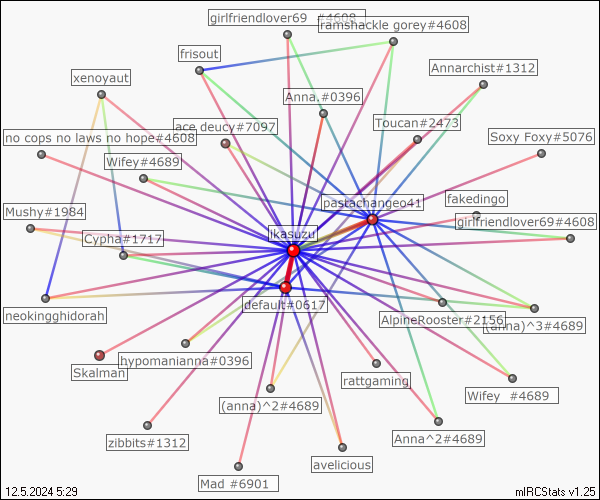 girlfriendlover69 #4608
ramshackle gorey#4608
frisout
Annarchist#1312
xenoyaut
Anna.#0396
ace deucy#7097
Toucan#2473
no cops no laws no hope#4608
Soxy Foxy#5076
Wifey#4689
pastachangeo41
fakedingo
Mushy#1984
girlfriendlover69#4608
ikasuzu
Cypha#1717
default#0617
neokingghidorah
AlpineRooster#2156
(anna)^3#4689
hypomanianna#0396
Skalman
rattgaming
Wifey #4689
(anna)^2#4689
zibbits#1312
Anna^2#4689
avelicious
Mad #6901
12.5.2024 5:29
mIRCStats v1.25